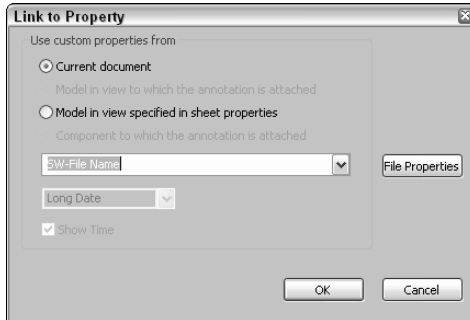 Link to Property
Use custom properties from
Current document
Model in view to which the annotation is attached
Model in view specified in sheet properties
Component to which the annotation is attached
SW-File Name
File Properties
Long Date
Show Time
OK
Cancel